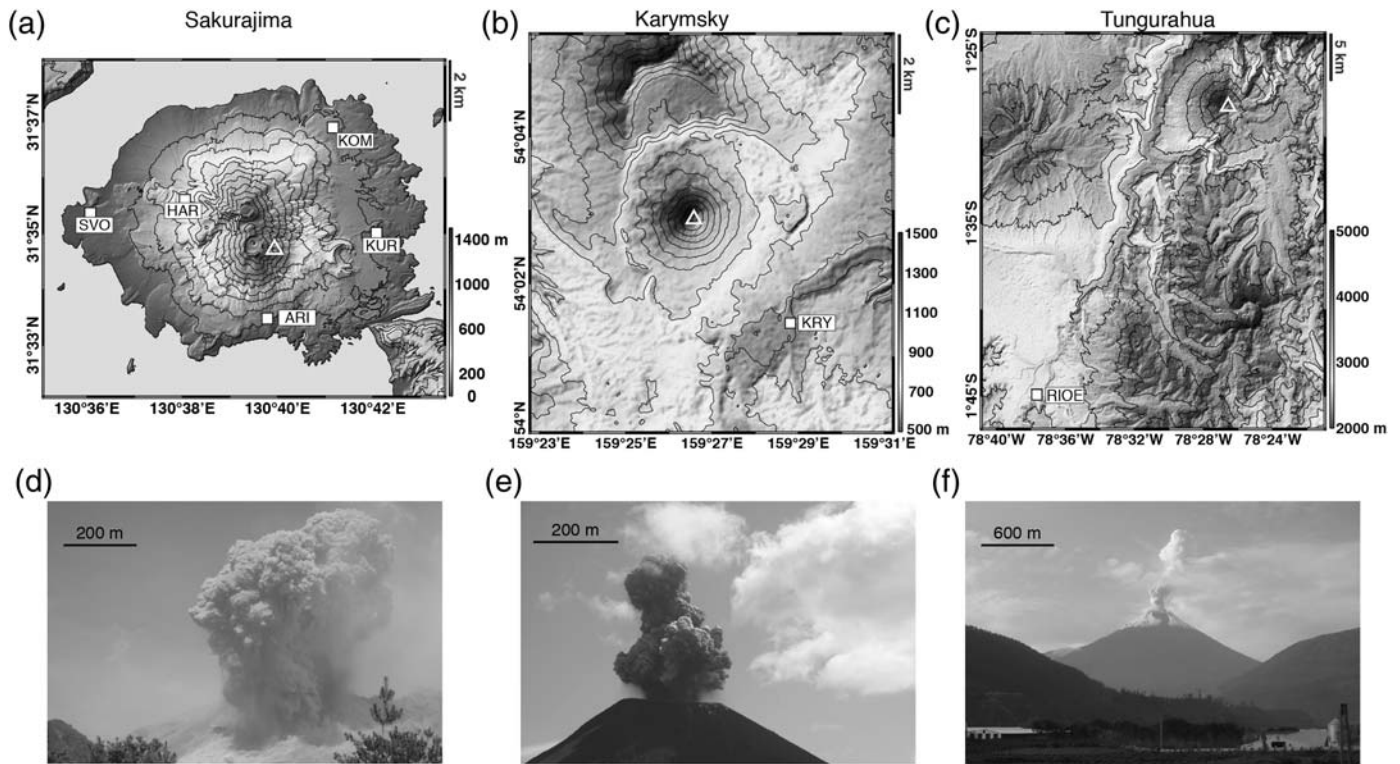 (a) Sakurajima
2 km
31°37'N
31°35'N
31°33'N
KOM
HAR
SVO
KUR
ARI
1400 m
1000
600
200
0
130°36'E 130°38'E 130°40'E 130°42'E
(b) Karymsky
2 km
54°04'N
54°02'N
54°N
KRY
1500
1300
1100
900
700
500 m
159°23'E 159°25'E 159°27'E 159°29'E 159°31'E
(c) Tungurahua
5 km
1°25'S
1°35'S
1°45'S
RIOE
5000
4000
3000
2000 m
78°40'W 78°36'W 78°32'W 78°28'W 78°24'W
(d)
200 m
(e)
200 m
(f)
600 m